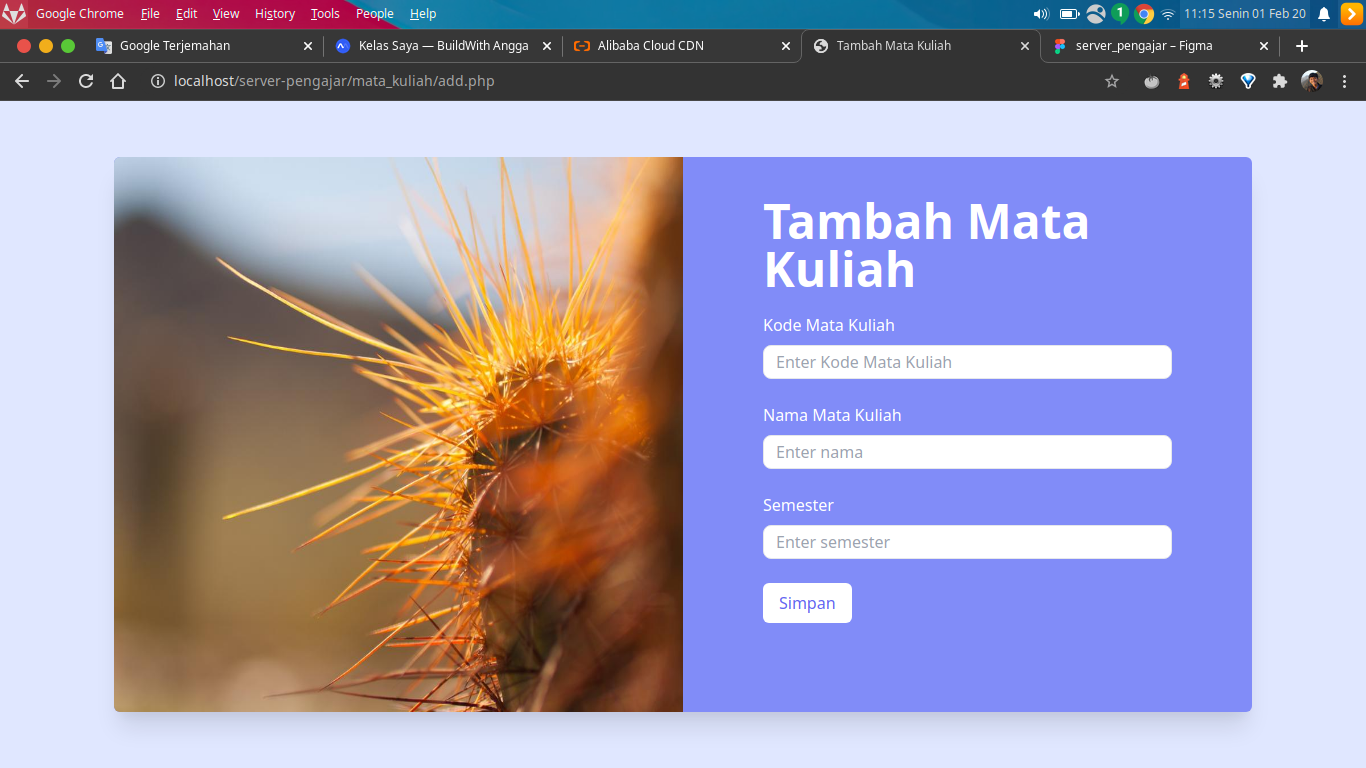 Google Chrome File Edit View History Tools People Help 1 11:15 Senin 01 Feb 20
Google Terjemahan Kelas Saya — BuildWith Angga Alibaba Cloud CDN Tambah Mata Kuliah server_pengajar – Figma
localhost/server-pengajar/mata_kuliah/add.php
Tambah Mata
Kuliah
Kode Mata Kuliah
Enter Kode Mata Kuliah
Nama Mata Kuliah
Enter nama
Semester
Enter semester
Simpan